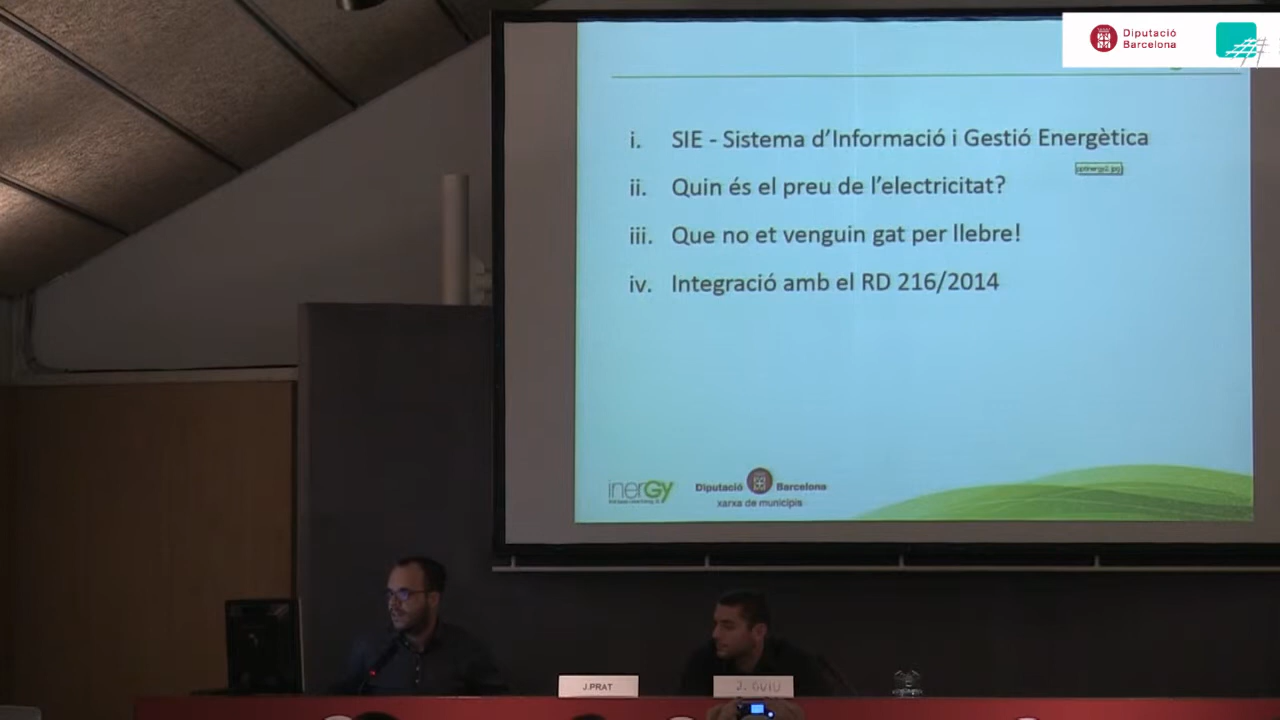 Diputació
Barcelona
i. SIE - Sistema d'Informació i Gestió Energètica
ii. Quin és el preu de l'electricitat?
iii. Que no et venguin gat per llebre!
iv. Integració amb el RD 216/2014
inerGy
Diputació Barcelona
xarxa de municipis
J.PRAT
J. GUIU